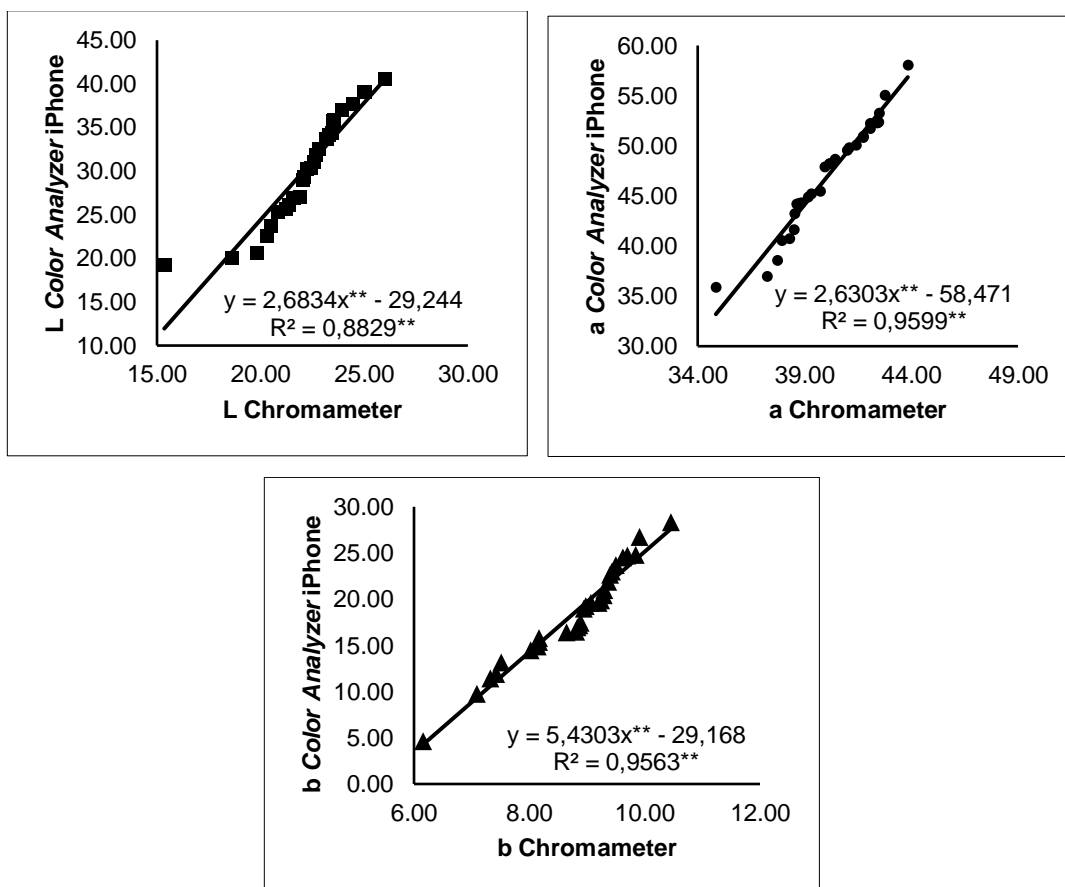 45.00
40.00
35.00
30.00
25.00
20.00
15.00
10.00
L Color Analyzer iPhone
y = 2,6834x** - 29,244
R² = 0,8829**
15.00 20.00 25.00 30.00
L Chromameter
60.00
55.00
50.00
45.00
40.00
35.00
30.00
a Color Analyzer iPhone
y = 2,6303x** - 58,471
R² = 0,9599**
34.00 39.00 44.00 49.00
a Chromameter
30.00
25.00
20.00
15.00
10.00
5.00
0.00
b Color Analyzer iPhone
y = 5,4303x** - 29,168
R² = 0,9563**
6.00 8.00 10.00 12.00
b Chromameter